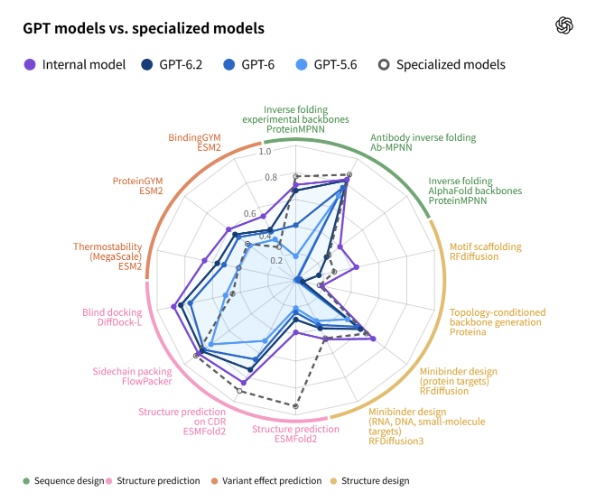 GPT models vs. specialized models
Internal model
GPT-6.2
GPT-6
GPT-5.6
Specialized models
Inverse folding
experimental backbones
ProteinMPNN
Antibody inverse folding
Ab-MPNN
Inverse folding
AlphaFold backbones
ProteinMPNN
Motif scaffolding
RFdiffusion
Topology-conditioned
backbone generation
Proteina
Minibinder design
(protein targets)
RFdiffusion
Minibinder design
(RNA, DNA, small-molecule
targets)
RFDiffusion3
Structure prediction
ESMFold2
Structure prediction
on CDR
ESMFold2
Sidechain packing
FlowPacker
Blind docking
DiffDock-L
Thermostability
(MegaScale)
ESM2
ProteinGYM
ESM2
BindingGYM
ESM2
1.0
0.8
0.6
0.4
0.2
Sequence design
Structure prediction
Variant effect prediction
Structure design